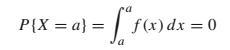 P{X = a} = ∫_a^a f(x) dx = 0